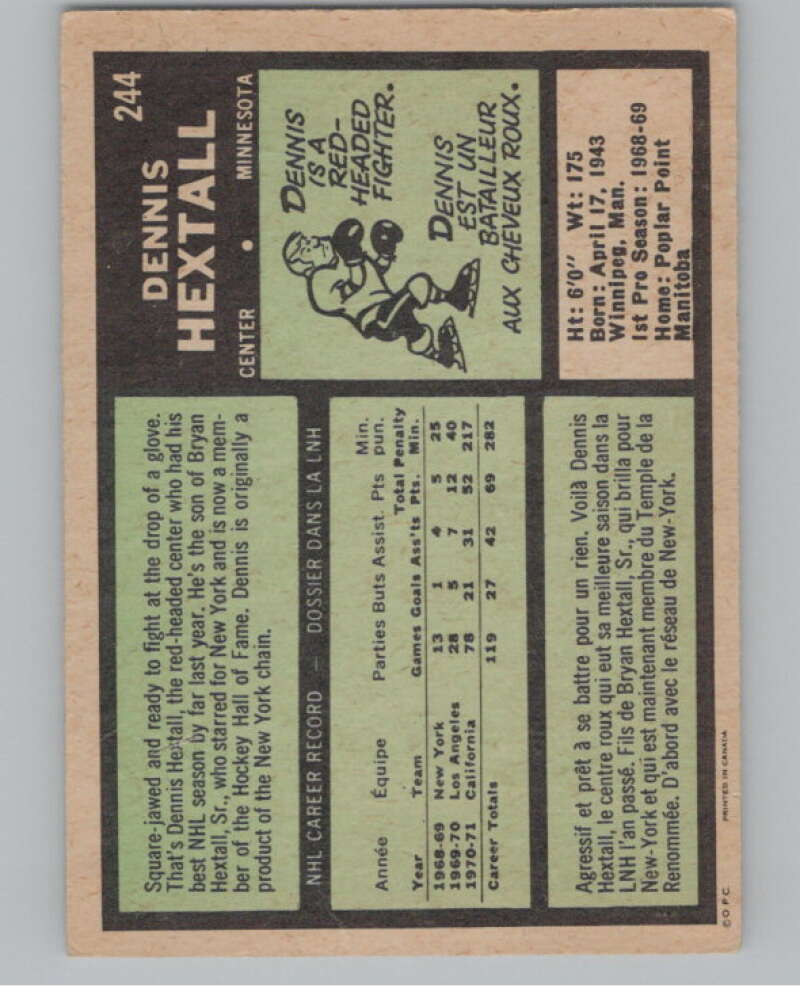 244
DENNIS
HEXTALL
CENTER • MINNESOTA
Square-jawed and ready to fight at the drop of a glove.
That's Dennis Hextall, the red-headed center who had his
best NHL season by far last year. He's the son of Bryan
Hextall, Sr., who starred for New York and is now a mem-
ber of the Hockey Hall of Fame. Dennis is originally a
product of the New York chain.
DENNIS
IS A
RED-
HEADED
FIGHTER.
DENNIS
EST UN
BATAILLEUR
AUX CHEVEUX ROUX.
NHL CAREER RECORD — DOSSIER DANS LA LNH
Min.
Année Équipe Parties Buts Assist. Pts pun.
Total Penalty
Year Team Games Goals Ass'ts Pts. Min.
1968-69 New York 13 1 4 5 25
1969-70 Los Angeles 28 5 7 12 40
1970-71 California 78 21 31 52 217
Career Totals 119 27 42 69 282
Ht: 6'0" Wt: 175
Born: April 17, 1943
Winnipeg, Man.
1st Pro Season: 1968-69
Home: Poplar Point
Manitoba
Agressif et prêt à se battre pour un rien. Voilà Dennis
Hextall, le centre roux qui eut sa meilleure saison dans la
LNH l'an passé. Fils de Bryan Hextall, Sr., qui brilla pour
New-York et qui est maintenant membre du Temple de la
Renommée. D'abord avec le réseau de New-York.
© O.P.C. PRINTED IN CANADA